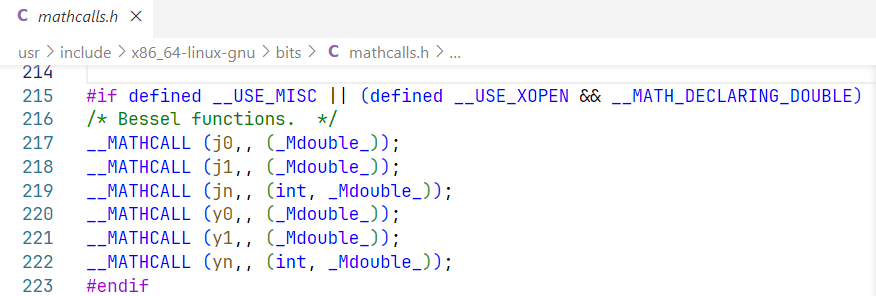 C mathcalls.h ×
usr > include > x86_64-linux-gnu > bits > C mathcalls.h > ...
214
215 #if defined __USE_MISC || (defined __USE_XOPEN && __MATH_DECLARING_DOUBLE)
216 /* Bessel functions.  */
217 __MATHCALL (j0,, (_Mdouble_));
218 __MATHCALL (j1,, (_Mdouble_));
219 __MATHCALL (jn,, (int, _Mdouble_));
220 __MATHCALL (y0,, (_Mdouble_));
221 __MATHCALL (y1,, (_Mdouble_));
222 __MATHCALL (yn,, (int, _Mdouble_));
223 #endif